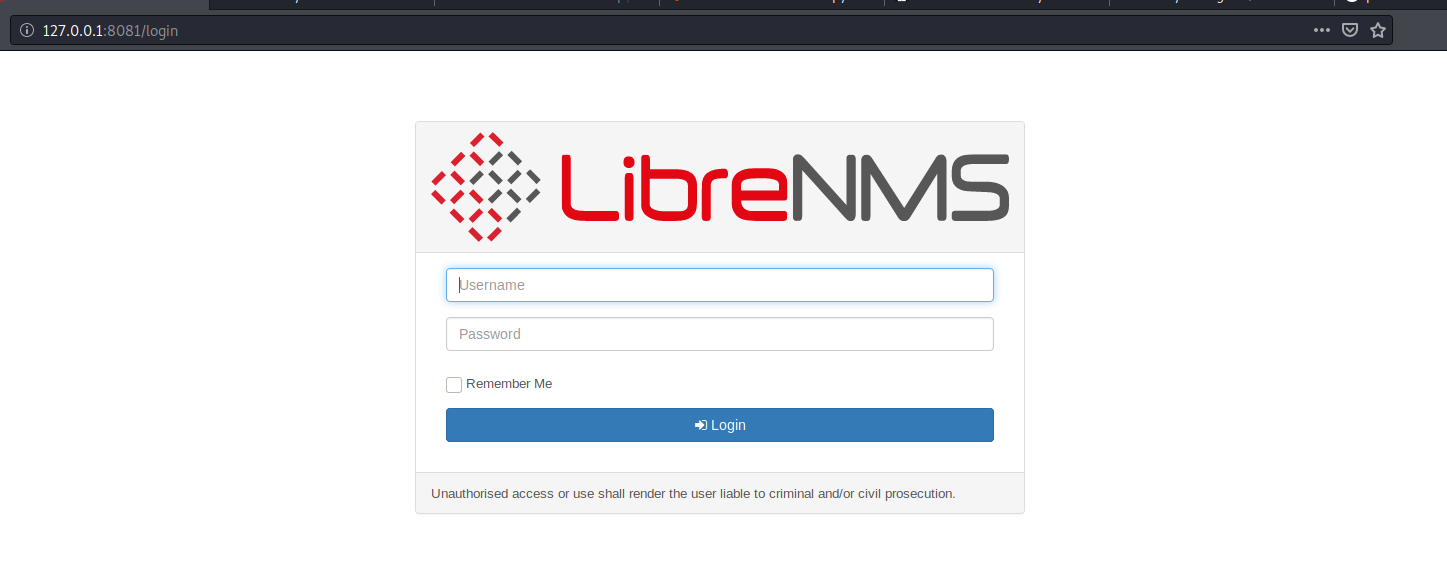 127.0.0.1:8081/login
LibreNMS
Username
Password
Remember Me
Login
Unauthorised access or use shall render the user liable to criminal and/or civil prosecution.